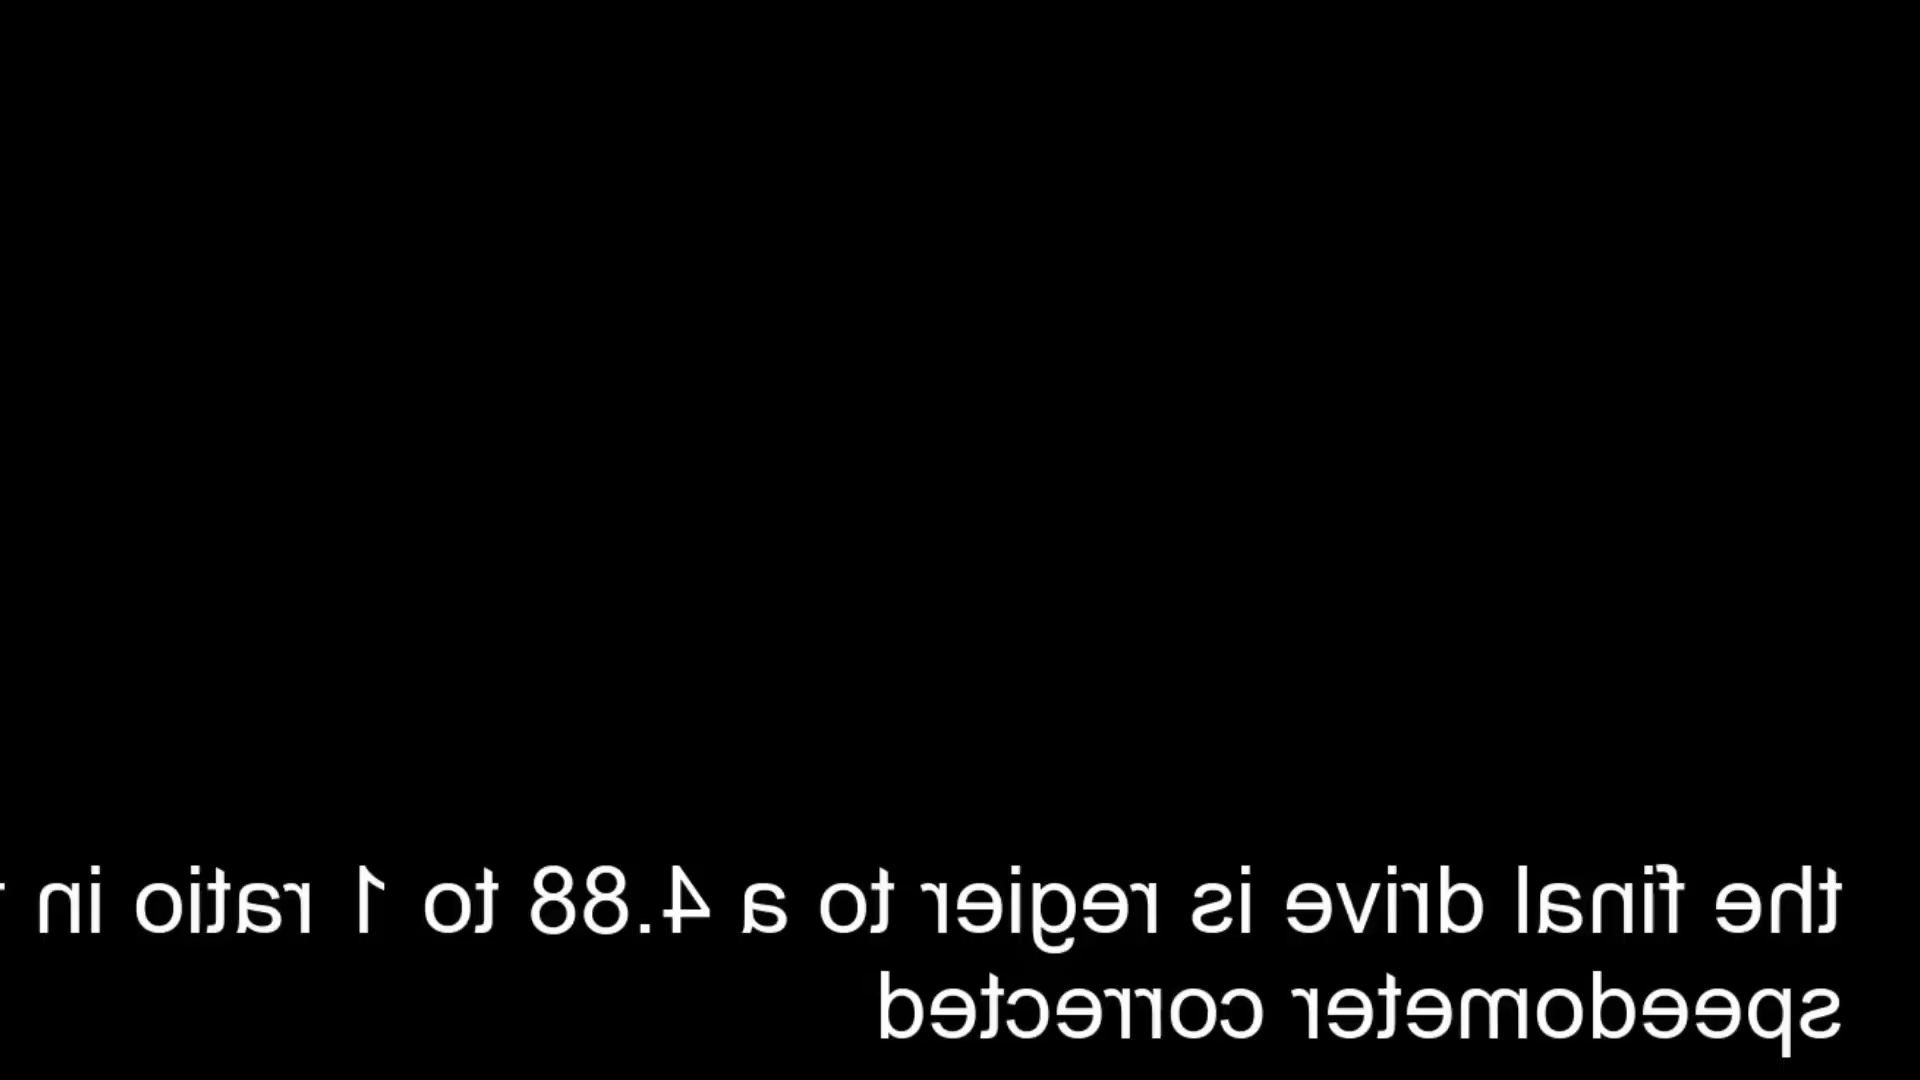 the final drive is regier to a 4.88 to 1 ratio in
speedometer corrected